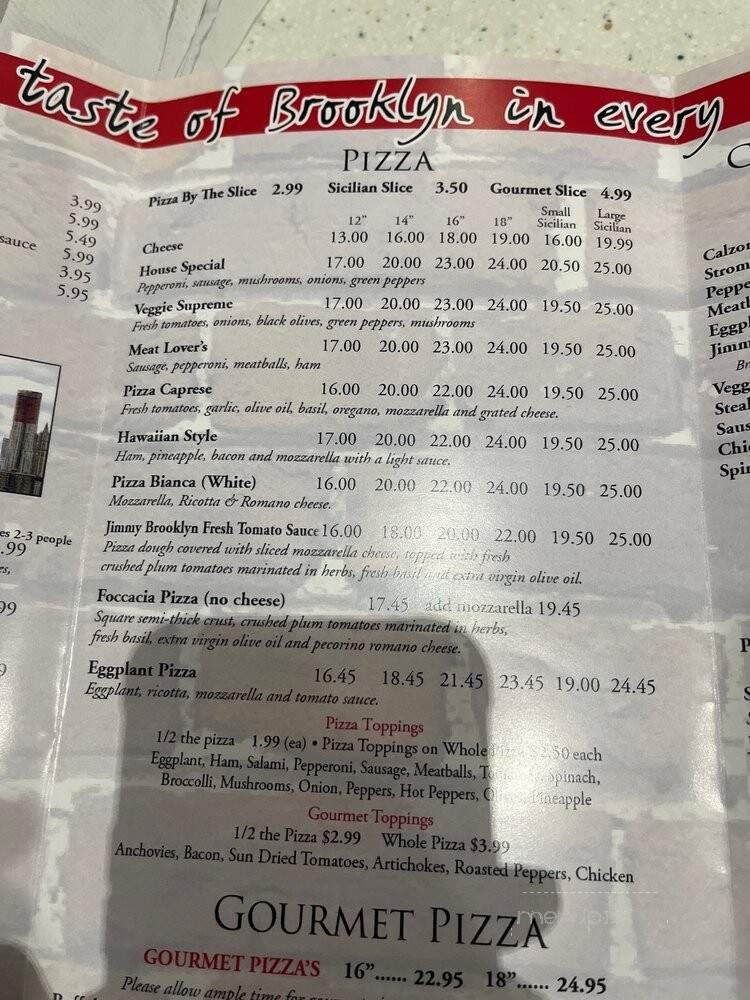 taste of Brooklyn in every
PIZZA
Pizza By The Slice 2.99 Sicilian Slice 3.50 Gourmet Slice 4.99
12" 14" 16" 18" Small Sicilian Large Sicilian
Cheese 13.00 16.00 18.00 19.00 16.00 19.99
House Special 17.00 20.00 23.00 24.00 20.50 25.00
Pepperoni, sausage, mushrooms, onions, green peppers
Veggie Supreme 17.00 20.00 23.00 24.00 19.50 25.00
Fresh tomatoes, onions, black olives, green peppers, mushrooms
Meat Lover's 17.00 20.00 23.00 24.00 19.50 25.00
Sausage, pepperoni, meatballs, ham
Pizza Caprese 16.00 20.00 22.00 24.00 19.50 25.00
Fresh tomatoes, garlic, olive oil, basil, oregano, mozzarella and grated cheese.
Hawaiian Style 17.00 20.00 22.00 24.00 19.50 25.00
Ham, pineapple, bacon and mozzarella with a light sauce.
Pizza Bianca (White) 16.00 20.00 22.00 24.00 19.50 25.00
Mozzarella, Ricotta & Romano cheese.
Jimmy Brooklyn Fresh Tomato Sauce 16.00 18.00 20.00 22.00 19.50 25.00
Pizza dough covered with sliced mozzarella cheese, topped with fresh
crushed plum tomatoes marinated in herbs, fresh basil and extra virgin olive oil.
Foccacia Pizza (no cheese) 17.45 add mozzarella 19.45
Square semi-thick crust, crushed plum tomatoes marinated in herbs,
fresh basil, extra virgin olive oil and pecorino romano cheese.
Eggplant Pizza 16.45 18.45 21.45 23.45 19.00 24.45
Eggplant, ricotta, mozzarella and tomato sauce.
Pizza Toppings
1/2 the pizza 1.99 (ea) • Pizza Toppings on Whole Pizza $2.50 each
Eggplant, Ham, Salami, Pepperoni, Sausage, Meatballs, Spinach,
Broccolli, Mushrooms, Onion, Peppers, Hot Peppers, Pineapple
Gourmet Toppings
1/2 the Pizza $2.99 Whole Pizza $3.99
Anchovies, Bacon, Sun Dried Tomatoes, Artichokes, Roasted Peppers, Chicken
GOURMET PIZZA
GOURMET PIZZA'S 16"...... 22.95 18"...... 24.95
Please allow ample time for
3.99
5.99
sauce 5.49
5.99
3.95
5.95
es 2-3 people
.99
es,
99